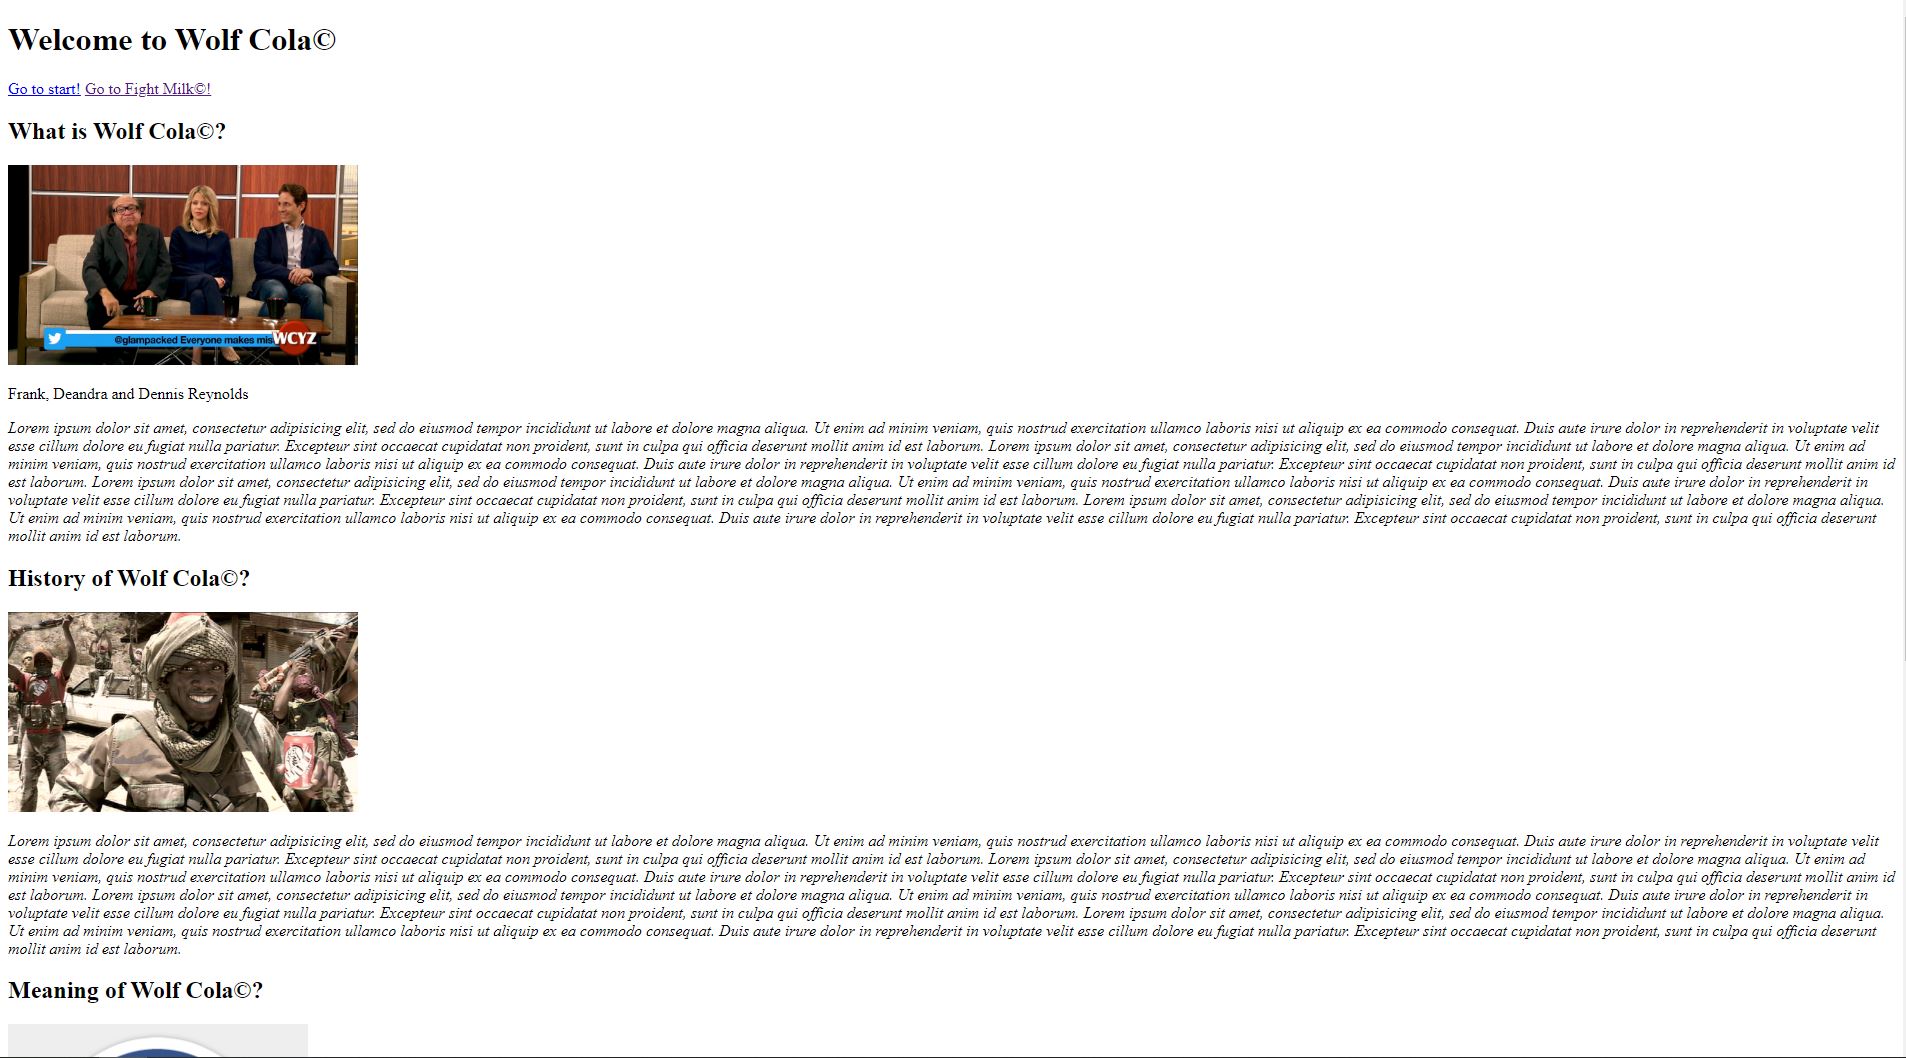 Welcome to Wolf Cola©
Go to start! Go to Fight Milk©!
What is Wolf Cola©?
@glampacked Everyone makes mis
WCYZ
Frank, Deandra and Dennis Reynolds
Lorem ipsum dolor sit amet, consectetur adipisicing elit, sed do eiusmod tempor incididunt ut labore et dolore magna aliqua. Ut enim ad minim veniam, quis nostrud exercitation ullamco laboris nisi ut aliquip ex ea commodo consequat. Duis aute irure dolor in reprehenderit in voluptate velit
esse cillum dolore eu fugiat nulla pariatur. Excepteur sint occaecat cupidatat non proident, sunt in culpa qui officia deserunt mollit anim id est laborum. Lorem ipsum dolor sit amet, consectetur adipisicing elit, sed do eiusmod tempor incididunt ut labore et dolore magna aliqua. Ut enim ad
minim veniam, quis nostrud exercitation ullamco laboris nisi ut aliquip ex ea commodo consequat. Duis aute irure dolor in reprehenderit in voluptate velit esse cillum dolore eu fugiat nulla pariatur. Excepteur sint occaecat cupidatat non proident, sunt in culpa qui officia deserunt mollit anim id
est laborum. Lorem ipsum dolor sit amet, consectetur adipisicing elit, sed do eiusmod tempor incididunt ut labore et dolore magna aliqua. Ut enim ad minim veniam, quis nostrud exercitation ullamco laboris nisi ut aliquip ex ea commodo consequat. Duis aute irure dolor in reprehenderit in
voluptate velit esse cillum dolore eu fugiat nulla pariatur. Excepteur sint occaecat cupidatat non proident, sunt in culpa qui officia deserunt mollit anim id est laborum. Lorem ipsum dolor sit amet, consectetur adipisicing elit, sed do eiusmod tempor incididunt ut labore et dolore magna aliqua.
Ut enim ad minim veniam, quis nostrud exercitation ullamco laboris nisi ut aliquip ex ea commodo consequat. Duis aute irure dolor in reprehenderit in voluptate velit esse cillum dolore eu fugiat nulla pariatur. Excepteur sint occaecat cupidatat non proident, sunt in culpa qui officia deserunt
mollit anim id est laborum.
History of Wolf Cola©?
Lorem ipsum dolor sit amet, consectetur adipisicing elit, sed do eiusmod tempor incididunt ut labore et dolore magna aliqua. Ut enim ad minim veniam, quis nostrud exercitation ullamco laboris nisi ut aliquip ex ea commodo consequat. Duis aute irure dolor in reprehenderit in voluptate velit
esse cillum dolore eu fugiat nulla pariatur. Excepteur sint occaecat cupidatat non proident, sunt in culpa qui officia deserunt mollit anim id est laborum. Lorem ipsum dolor sit amet, consectetur adipisicing elit, sed do eiusmod tempor incididunt ut labore et dolore magna aliqua. Ut enim ad
minim veniam, quis nostrud exercitation ullamco laboris nisi ut aliquip ex ea commodo consequat. Duis aute irure dolor in reprehenderit in voluptate velit esse cillum dolore eu fugiat nulla pariatur. Excepteur sint occaecat cupidatat non proident, sunt in culpa qui officia deserunt mollit anim id
est laborum. Lorem ipsum dolor sit amet, consectetur adipisicing elit, sed do eiusmod tempor incididunt ut labore et dolore magna aliqua. Ut enim ad minim veniam, quis nostrud exercitation ullamco laboris nisi ut aliquip ex ea commodo consequat. Duis aute irure dolor in reprehenderit in
voluptate velit esse cillum dolore eu fugiat nulla pariatur. Excepteur sint occaecat cupidatat non proident, sunt in culpa qui officia deserunt mollit anim id est laborum. Lorem ipsum dolor sit amet, consectetur adipisicing elit, sed do eiusmod tempor incididunt ut labore et dolore magna aliqua.
Ut enim ad minim veniam, quis nostrud exercitation ullamco laboris nisi ut aliquip ex ea commodo consequat. Duis aute irure dolor in reprehenderit in voluptate velit esse cillum dolore eu fugiat nulla pariatur. Excepteur sint occaecat cupidatat non proident, sunt in culpa qui officia deserunt
mollit anim id est laborum.
Meaning of Wolf Cola©?